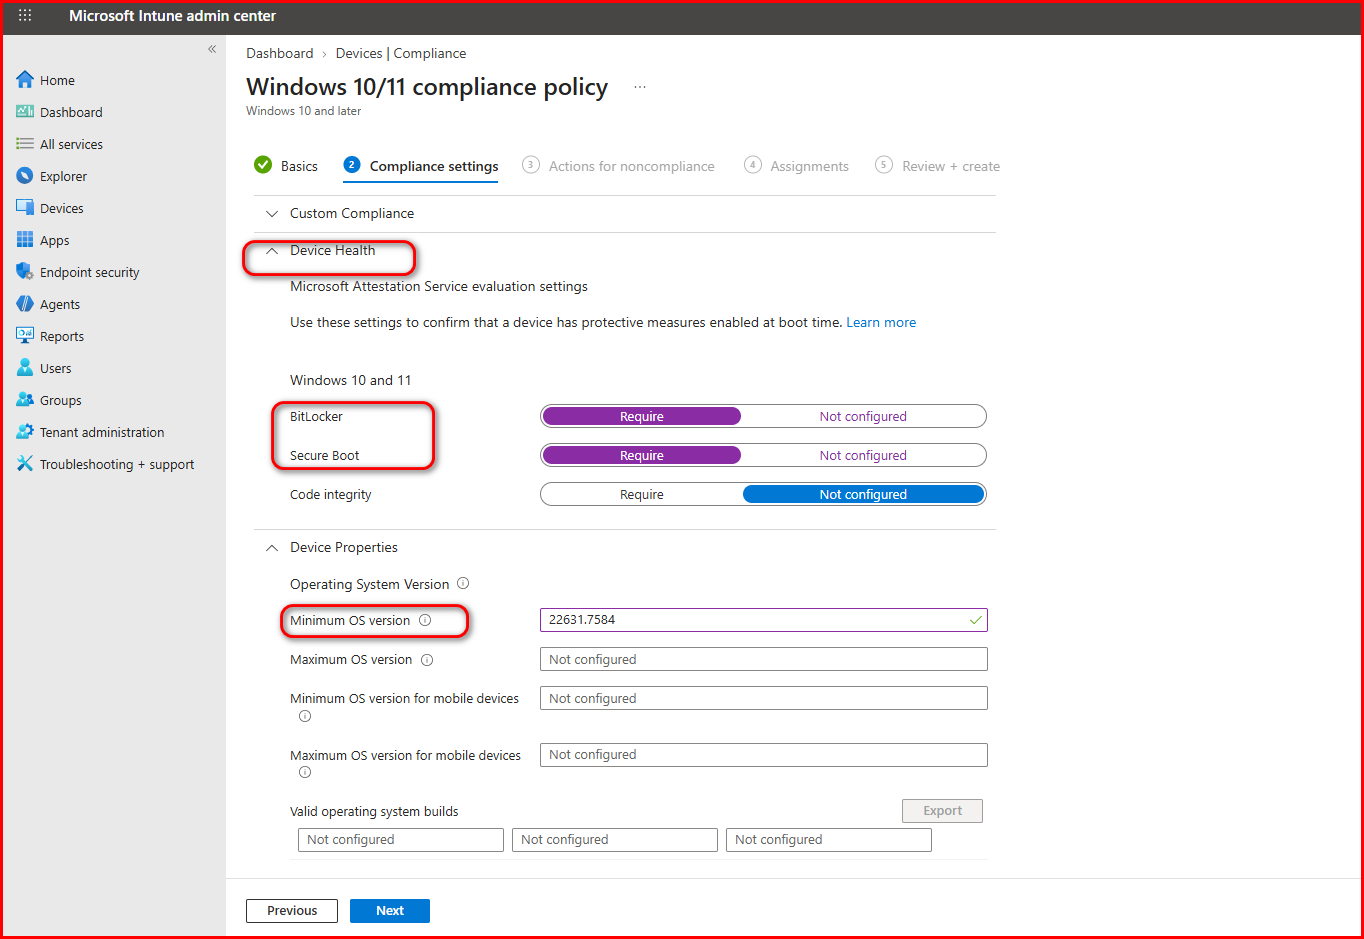 Microsoft Intune admin center
«
Home
Dashboard
All services
Explorer
Devices
Apps
Endpoint security
Agents
Reports
Users
Groups
Tenant administration
Troubleshooting + support
Dashboard > Devices | Compliance
Windows 10/11 compliance policy ...
Windows 10 and later
Basics 2 Compliance settings 3 Actions for noncompliance 4 Assignments 5 Review + create
Custom Compliance
Device Health
Microsoft Attestation Service evaluation settings
Use these settings to confirm that a device has protective measures enabled at boot time. Learn more
Windows 10 and 11
BitLocker Require Not configured
Secure Boot Require Not configured
Code integrity Require Not configured
Device Properties
Operating System Version
Minimum OS version 22631.7584
Maximum OS version Not configured
Minimum OS version for mobile devices Not configured
Maximum OS version for mobile devices Not configured
Valid operating system builds Export
Not configured Not configured Not configured
Previous Next